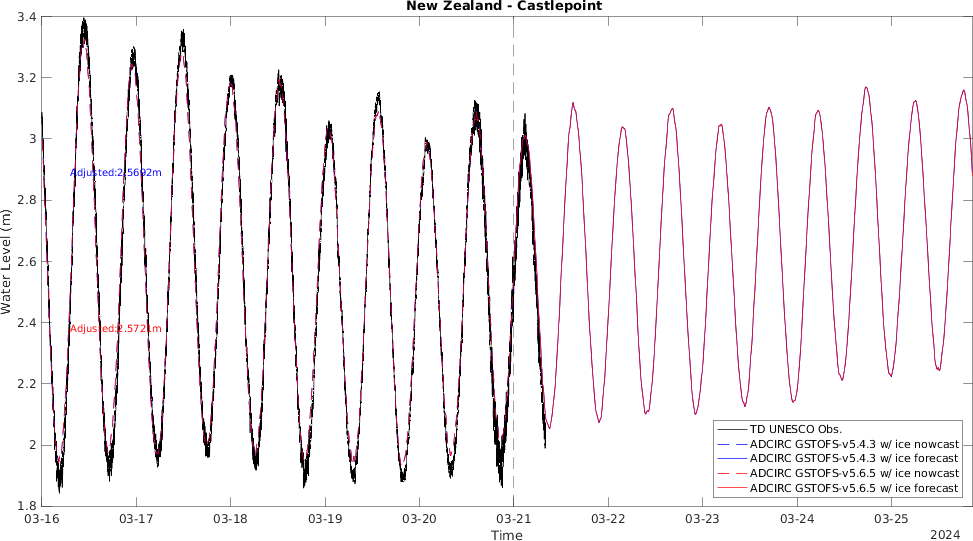 New Zealand - Castlepoint
3.4
3.2
3
2.8
2.6
2.4
2.2
2
1.8
Water Level (m)
Adjusted:2.5692m
Adjusted:2.5721m
TD UNESCO Obs.
ADCIRC GSTOFS-v5.4.3 w/ ice nowcast
ADCIRC GSTOFS-v5.4.3 w/ ice forecast
ADCIRC GSTOFS-v5.6.5 w/ ice nowcast
ADCIRC GSTOFS-v5.6.5 w/ ice forecast
03-16 03-17 03-18 03-19 03-20 03-21 03-22 03-23 03-24 03-25
Time
2024